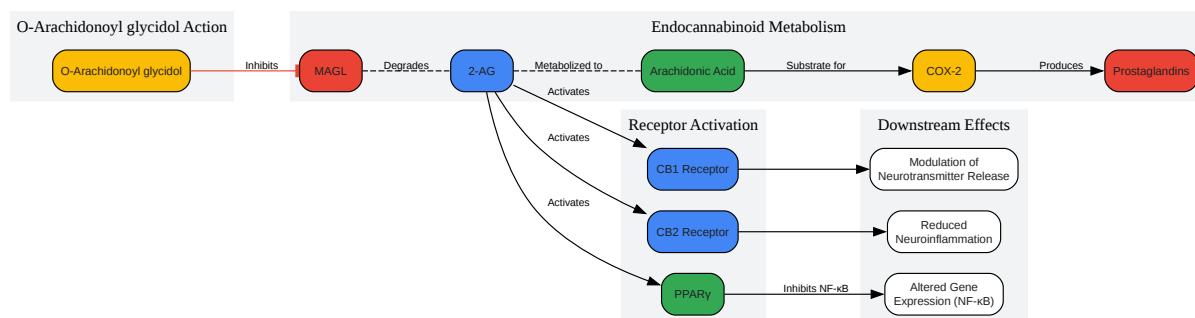 O-Arachidonoyl glycidol Action
Endocannabinoid Metabolism
O-Arachidonoyl glycidol
Inhibits
MAGL
Degrades
2-AG
Metabolized to
Arachidonic Acid
Substrate for
COX-2
Produces
Prostaglandins
Activates
Receptor Activation
Downstream Effects
Activates
CB1 Receptor
Modulation of
Neurotransmitter Release
Activates
CB2 Receptor
Reduced
Neuroinflammation
PPARγ
Inhibits NF-κB
Altered Gene
Expression (NF-κB)